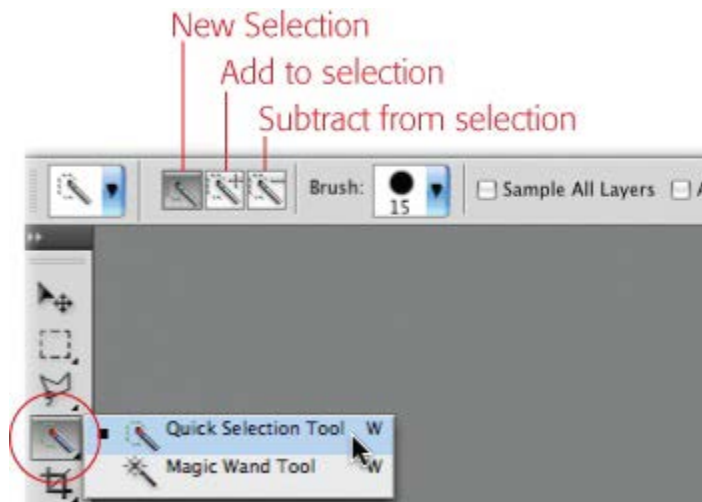 New Selection
Add to selection
Subtract from selection
Brush: 15 Sample All Layers A
Quick Selection Tool W
Magic Wand Tool W